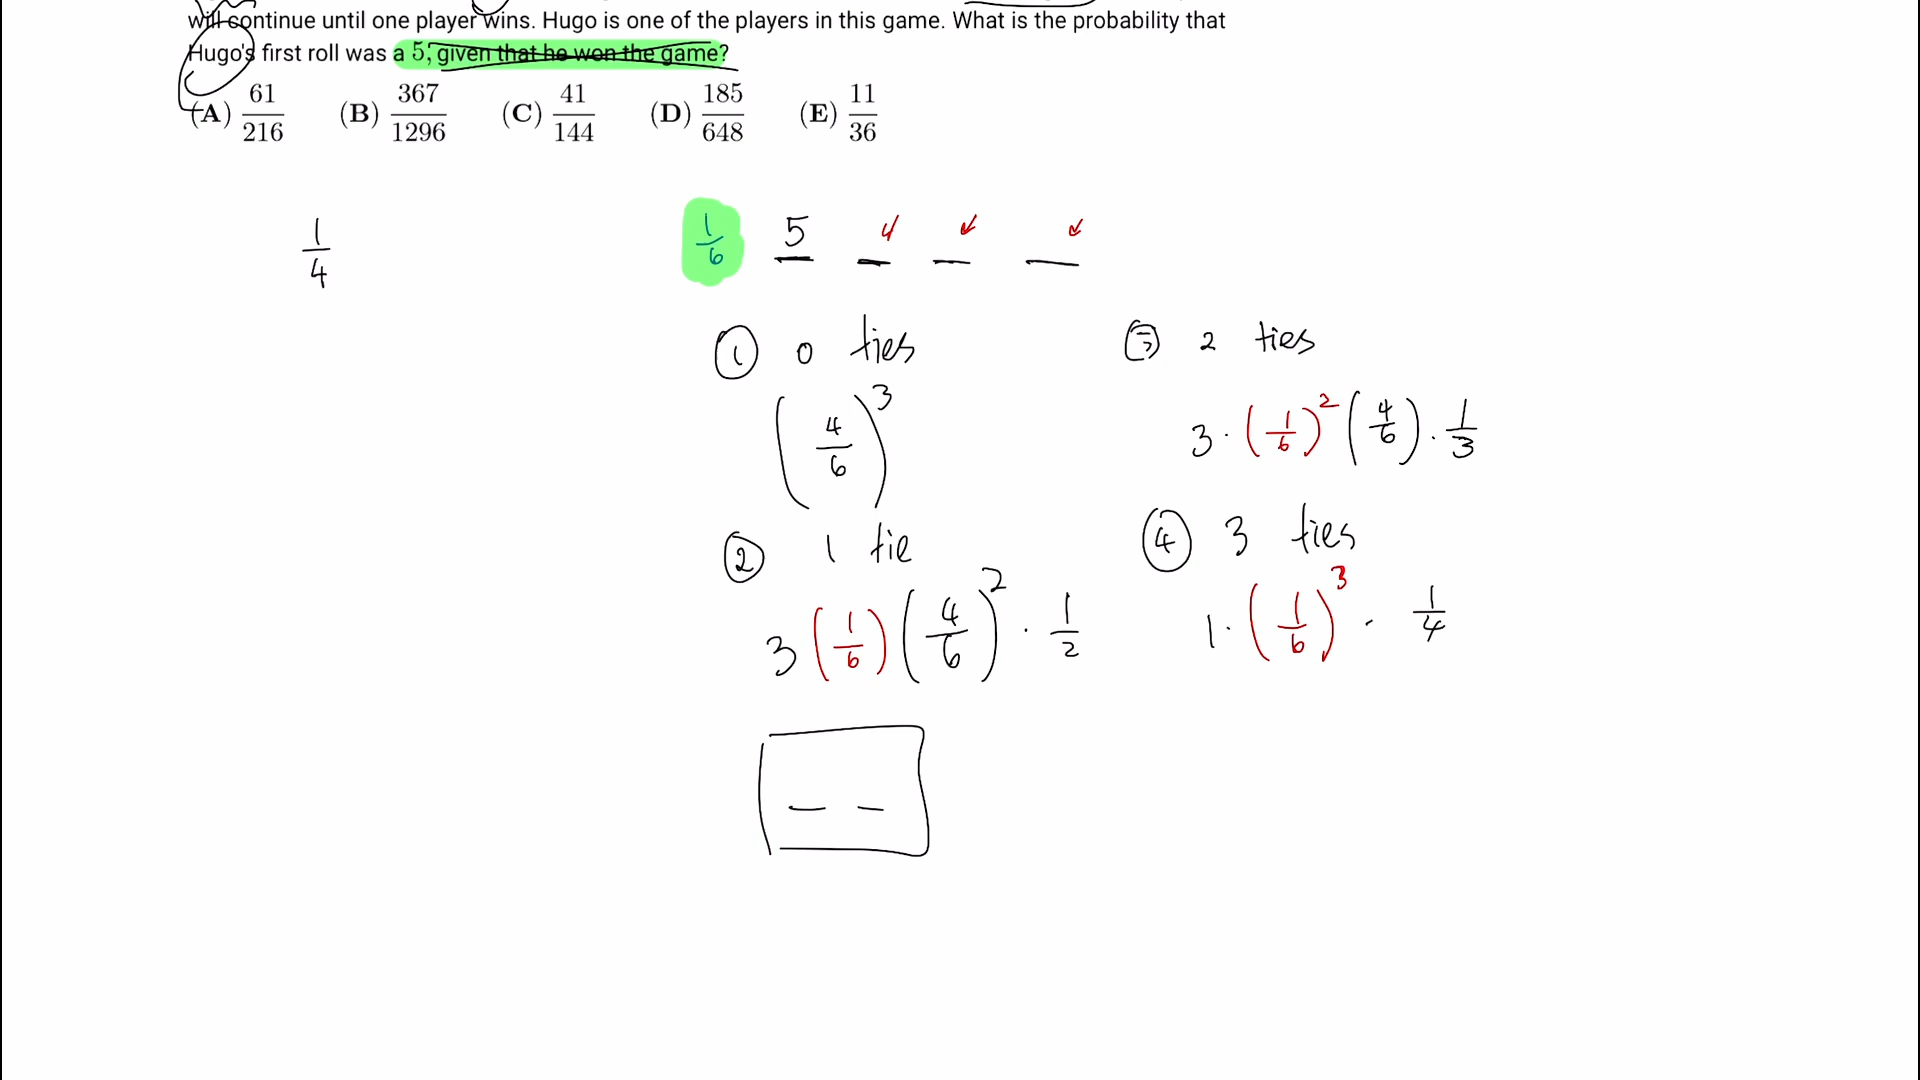 will continue until one player wins. Hugo is one of the players in this game. What is the probability that
Hugo's first roll was a 5, given that he won the game?
(A) 61/216 (B) 367/1296 (C) 41/144 (D) 185/648 (E) 11/36
1/4
1/6 5
① 0 ties
(4/6)^3
② 1 tie
3 (1/6) (4/6)^2 · 1/2
③ 2 ties
3 · (1/6)^2 (4/6) · 1/3
④ 3 ties
1 · (1/6)^3 · 1/4